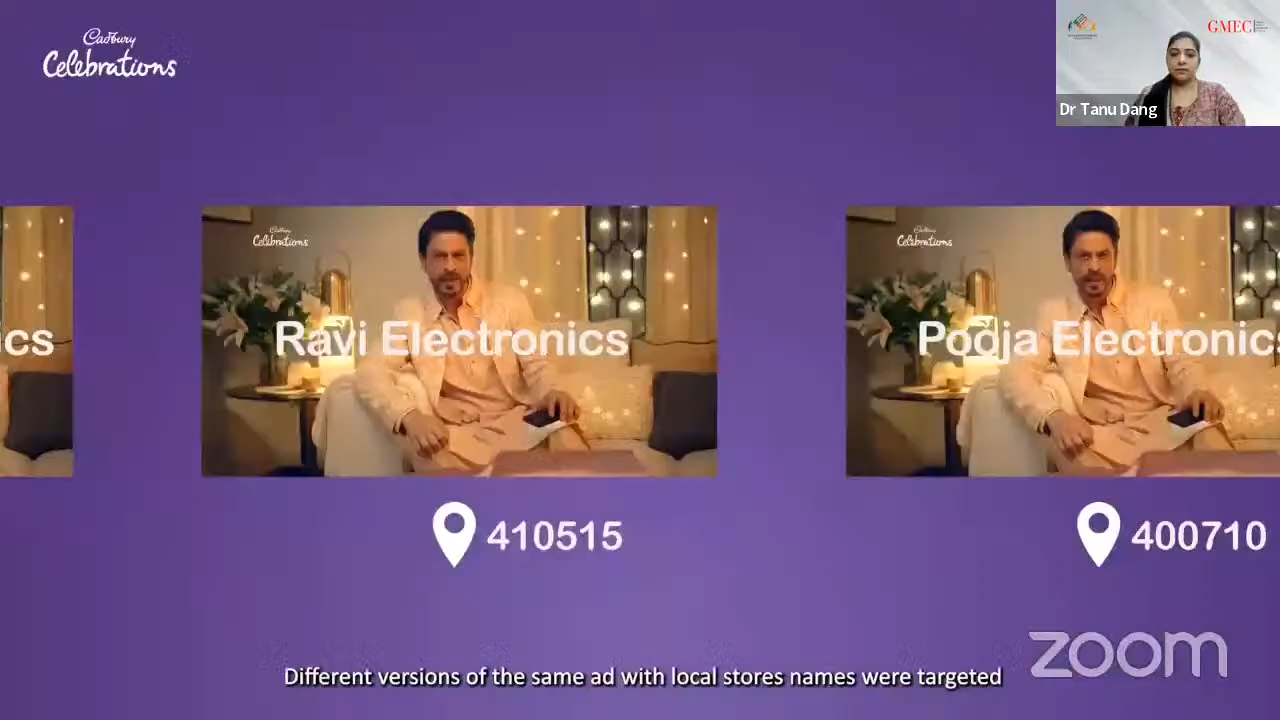 Cadbury
Celebrations
GMEC
Dr Tanu Dang
ics
Cadbury
Celebrations
Ravi Electronics
410515
Cadbury
Celebrations
Pooja Electronics
400710
Different versions of the same ad with local stores names were targeted
zoom